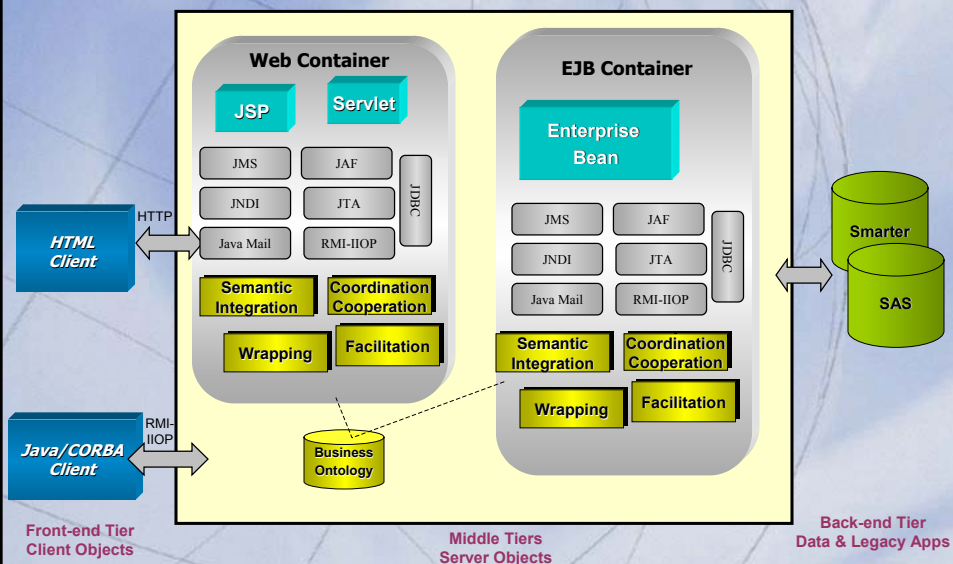 Web Container
JSP
Servlet
JMS
JAF
JNDI
JTA
Java Mail
RMI-IIOP
JDBC
Semantic
Integration
Coordination
Cooperation
Wrapping
Facilitation
EJB Container
Enterprise
Bean
JMS
JAF
JNDI
JTA
Java Mail
RMI-IIOP
JDBC
Semantic
Integration
Coordination
Cooperation
Wrapping
Facilitation
HTTP
HTML
Client
RMI-
IIOP
Java/CORBA
Client
Business
Ontology
Smarter
SAS
Front-end Tier
Client Objects
Middle Tiers
Server Objects
Back-end Tier
Data & Legacy Apps